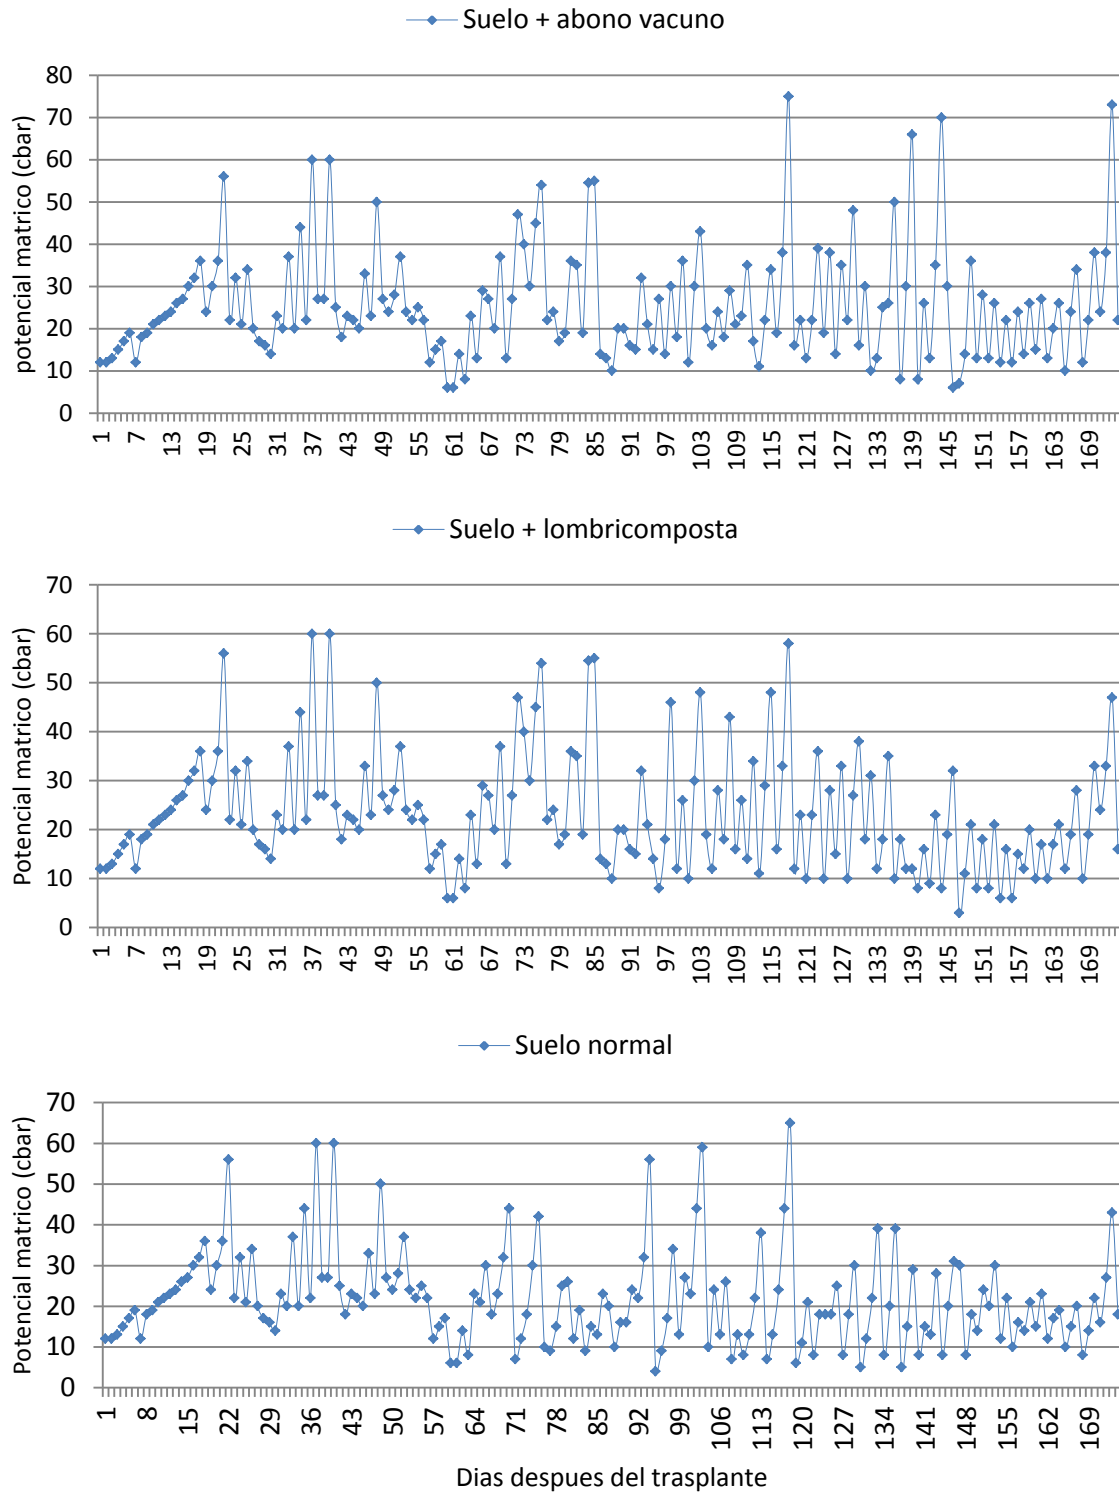 Suelo + abono vacuno
potencial matrico (cbar)
80
70
60
50
40
30
20
10
0
1 7 13 19 25 31 37 43 49 55 61 67 73 79 85 91 97 103 109 115 121 127 133 139 145 151 157 163 169
Suelo + lombricomposta
Potencial matrico (cbar)
70
60
50
40
30
20
10
0
1 7 13 19 25 31 37 43 49 55 61 67 73 79 85 91 97 103 109 115 121 127 133 139 145 151 157 163 169
Suelo normal
Potencial matrico (cbar)
70
60
50
40
30
20
10
0
1 8 15 22 29 36 43 50 57 64 71 78 85 92 99 106 113 120 127 134 141 148 155 162 169
Dias despues del trasplante